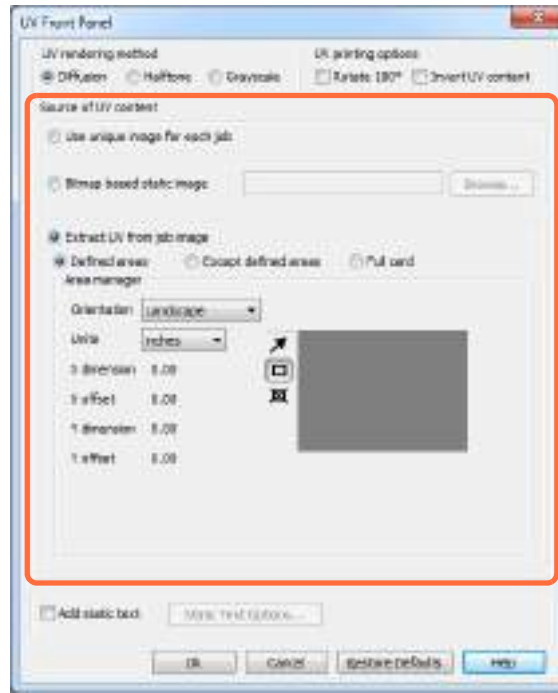 UV Front Panel
UV rendering method
UV printing options
Diffusion Halftone Grayscale
Rotate 180° Invert UV content
Source of UV content
Use unique image for each job
Bitmap based static image Browse...
Extract UV from job image
Defined areas Except defined areas Full card
Area manager
Orientation Landscape
Units Inches
X dimension 0.00
X offset 0.00
Y dimension 0.00
Y offset 0.00
Add static text Static Text Options...
OK Cancel Restore Defaults Help